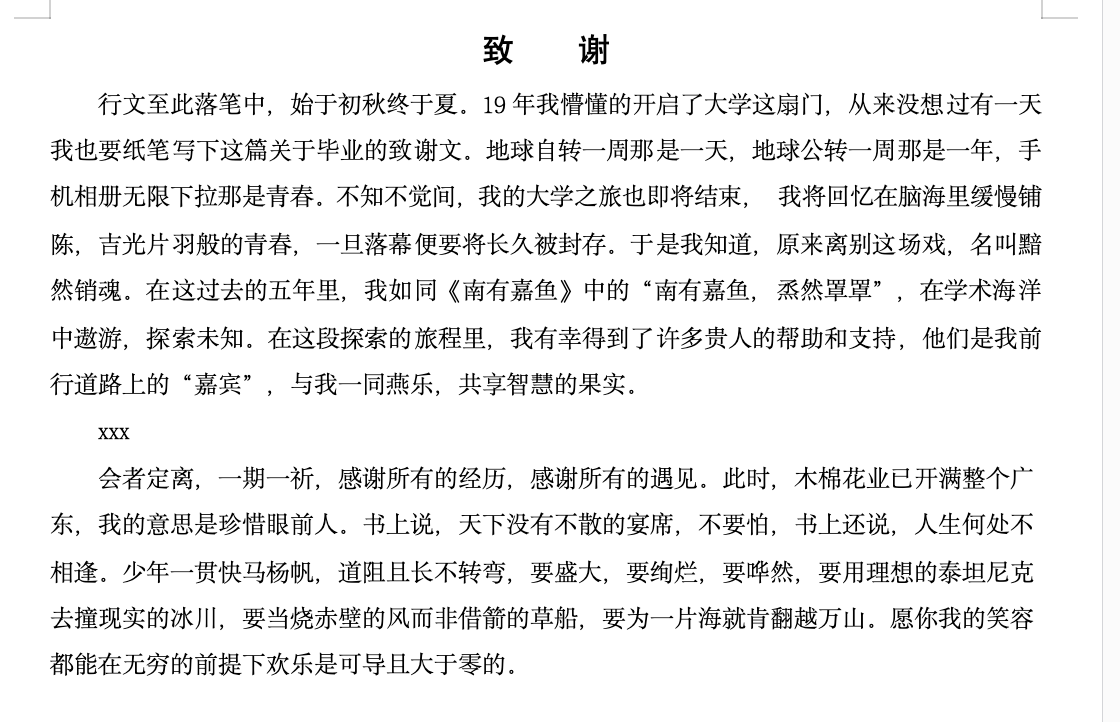 致 谢
行文至此落笔中，始于初秋终于夏。19 年我懵懂的开启了大学这扇门，从来没想过有一天
我也要纸笔写下这篇关于毕业的致谢文。地球自转一周那是一天，地球公转一周那是一年，手
机相册无限下拉那是青春。不知不觉间，我的大学之旅也即将结束， 我将回忆在脑海里缓慢铺
陈，吉光片羽般的青春，一旦落幕便要将长久被封存。于是我知道，原来离别这场戏，名叫黯
然销魂。在这过去的五年里，我如同《南有嘉鱼》中的“南有嘉鱼，烝然罩罩”，在学术海洋
中遨游，探索未知。在这段探索的旅程里，我有幸得到了许多贵人的帮助和支持，他们是我前
行道路上的“嘉宾”，与我一同燕乐，共享智慧的果实。
xxx
会者定离，一期一祈，感谢所有的经历，感谢所有的遇见。此时，木棉花业已开满整个广
东，我的意思是珍惜眼前人。书上说，天下没有不散的宴席，不要怕，书上还说，人生何处不
相逢。少年一贯快马杨帆，道阻且长不转弯，要盛大，要绚烂，要哗然，要用理想的泰坦尼克
去撞现实的冰川，要当烧赤壁的风而非借箭的草船，要为一片海就肯翻越万山。愿你我的笑容
都能在无穷的前提下欢乐是可导且大于零的。